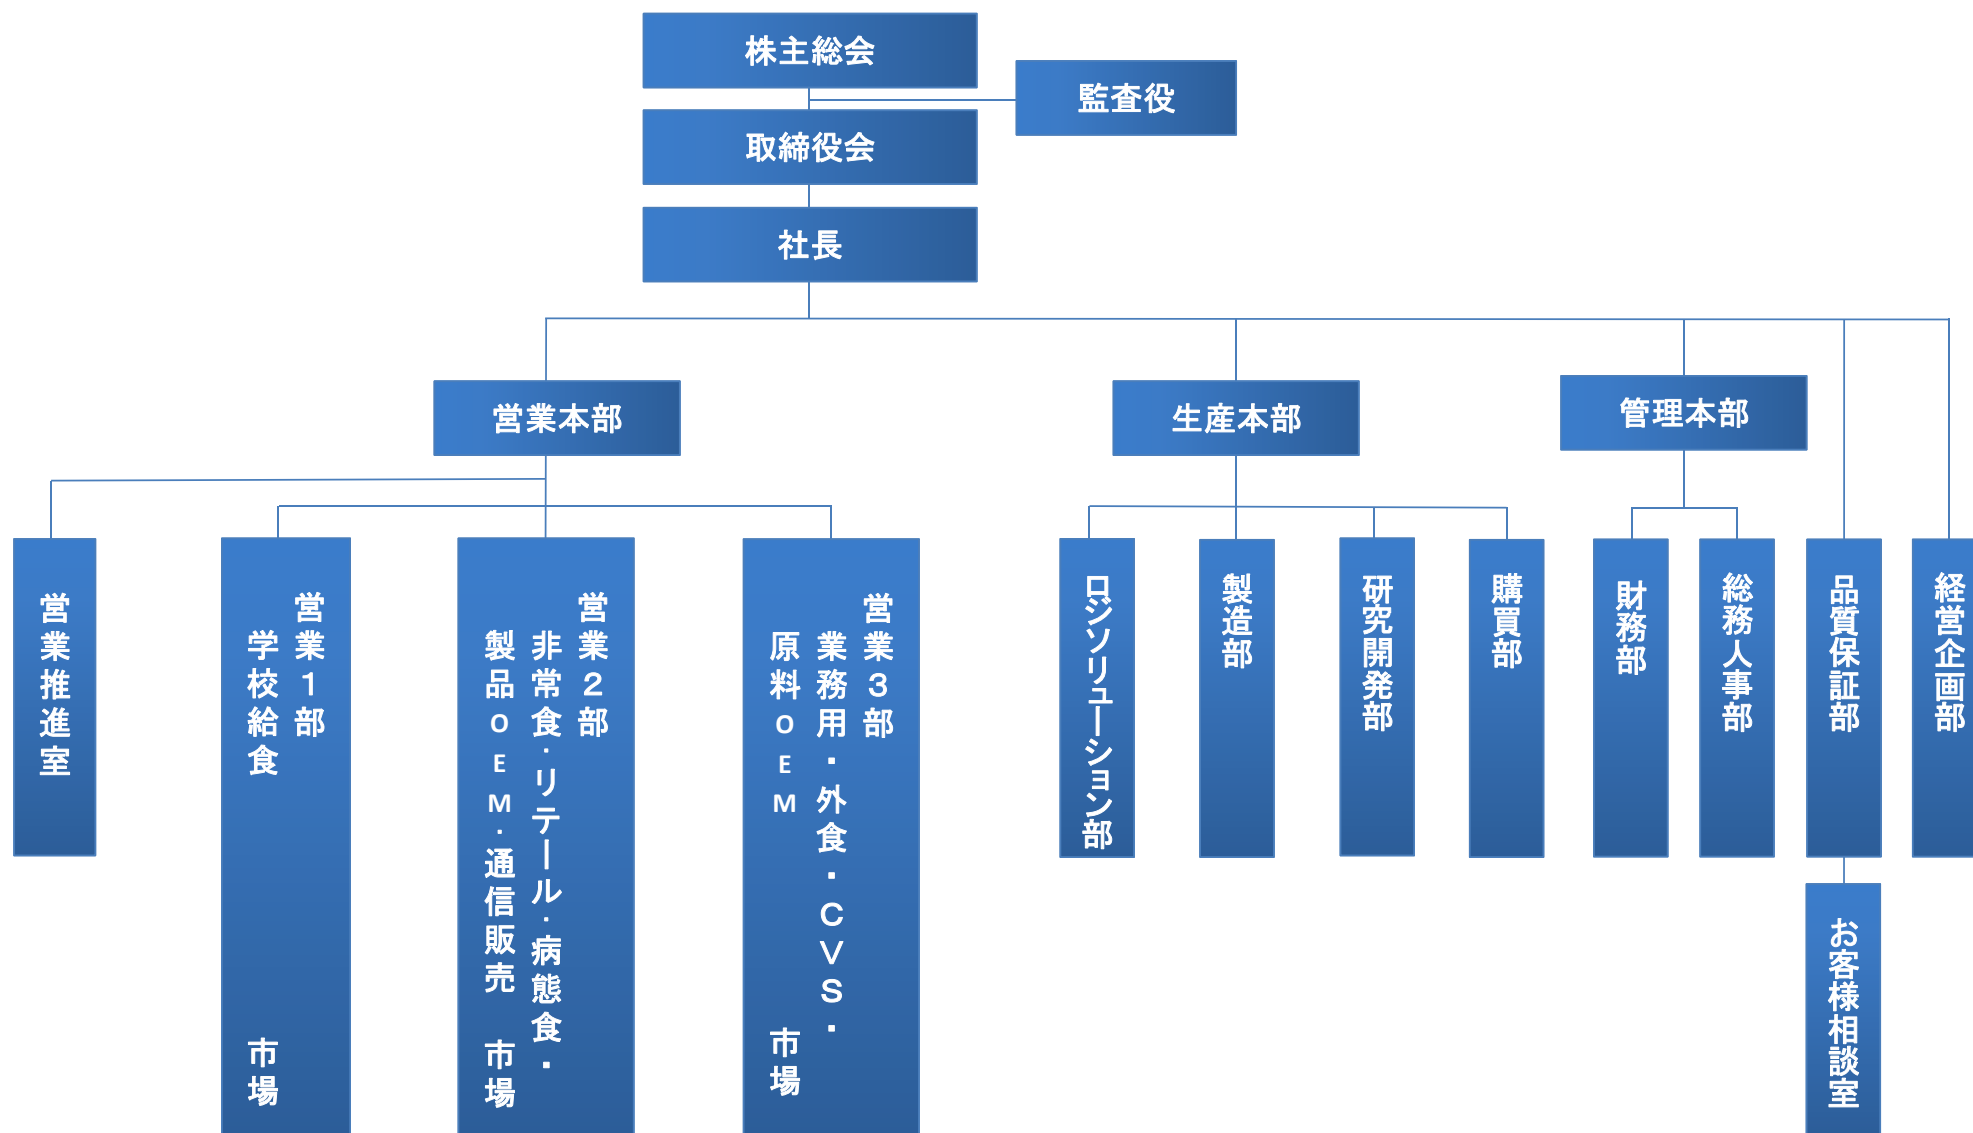 株主総会
監査役
取締役会
社長
営業本部
生産本部
管理本部
営業推進室
営業1部
学校給食 市場
営業2部
非常食・リテール・病態食・
製品OEM・通信販売 市場
営業3部
業務用・外食・CVS・
原料OEM 市場
ロジソリューション部
製造部
研究開発部
購買部
財務部
総務人事部
品質保証部
経営企画部
お客様相談室